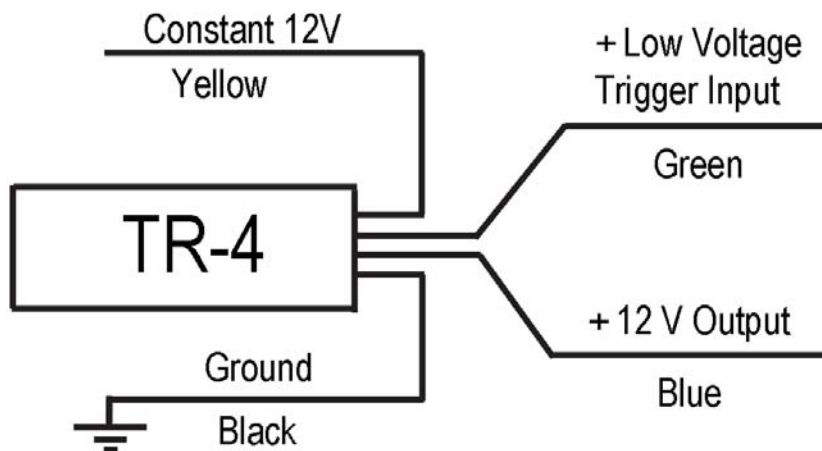 Constant 12V
Yellow
+ Low Voltage
Trigger Input
Green
TR-4
+ 12 V Output
Blue
Ground
Black